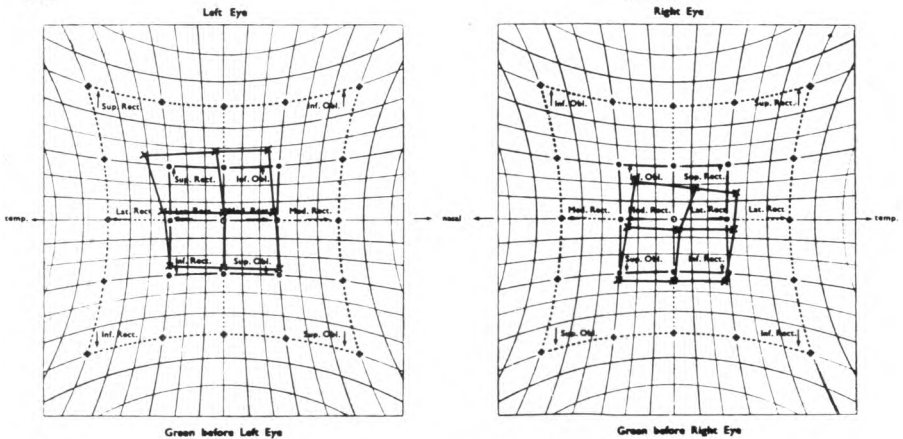 Left Eye
Right Eye
Sup. Rect. Inf. Obl.
Inf. Obl. Sup. Rect.
Sup. Rect. Inf. Obl.
Inf. Obl. Sup. Rect.
temp. Lat. Rect. Med. Rect. nasal Med. Rect. Med. Rect. Lat. Rect. Lat. Rect. temp.
Inf. Rect. Sup. Obl.
Sup. Obl. Inf. Rect.
Inf. Rect. Sup. Obl.
Sup. Obl. Inf. Rect.
Green before Left Eye
Green before Right Eye